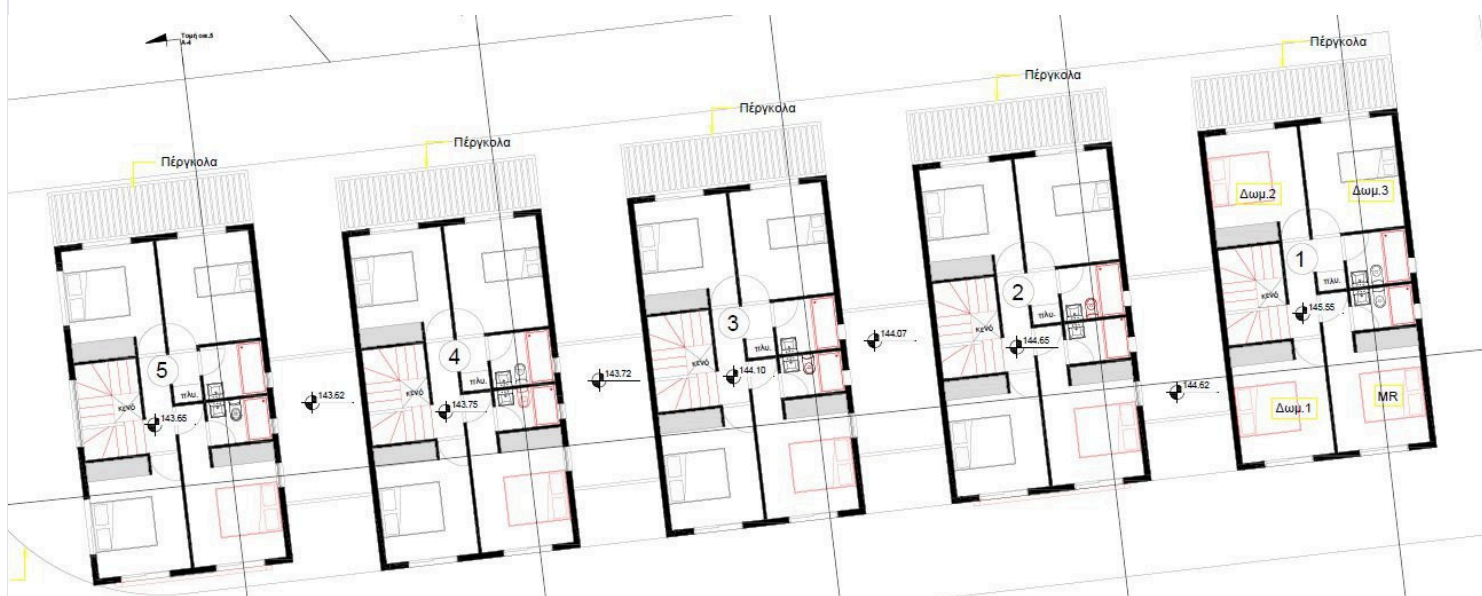 Τομή οικ.5
Α-4
Πέργκολα
Πέργκολα
Πέργκολα
Πέργκολα
Πέργκολα
5
πλυ.
κενό
143.65
143.62
4
πλυ.
κενό
143.75
143.72
3
πλυ.
κενό
144.10
144.07
2
πλυ.
κενό
144.65
144.62
Δωμ.2
Δωμ.3
1
πλυ.
κενό
145.55
Δωμ.1
MR